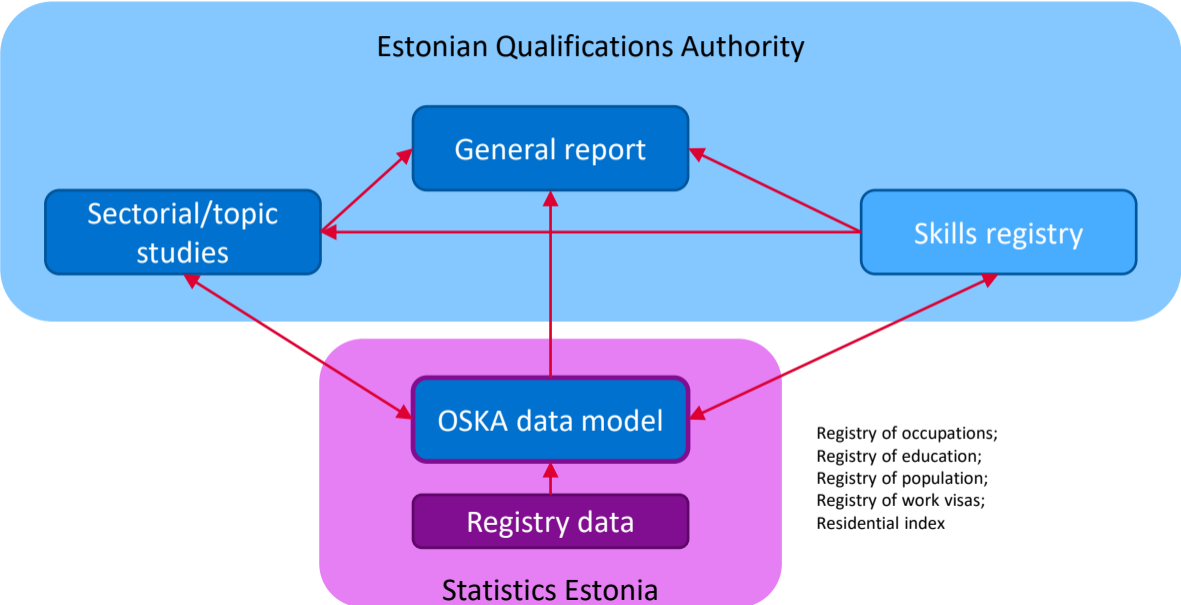 Estonian Qualifications Authority
General report
Sectorial/topic
studies
Skills registry
OSKA data model
Registry of occupations;
Registry of education;
Registry of population;
Registry of work visas;
Residential index
Registry data
Statistics Estonia